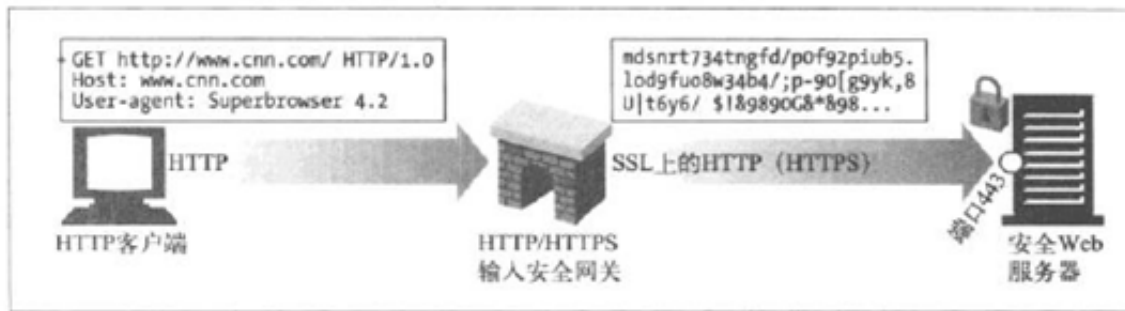 GET http://www.cnn.com/ HTTP/1.0
Host: www.cnn.com
User-agent: Superbrowser 4.2
mdsnrt734tngfd/p0f92piub5.
lod9fuo8w34b4/;p-90[g9yk,8
U|t6y6/ $!&9890G&*&98...
HTTP
SSL上的HTTP（HTTPS）
端口443
HTTP客户端
HTTP/HTTPS
输入安全网关
安全Web
服务器